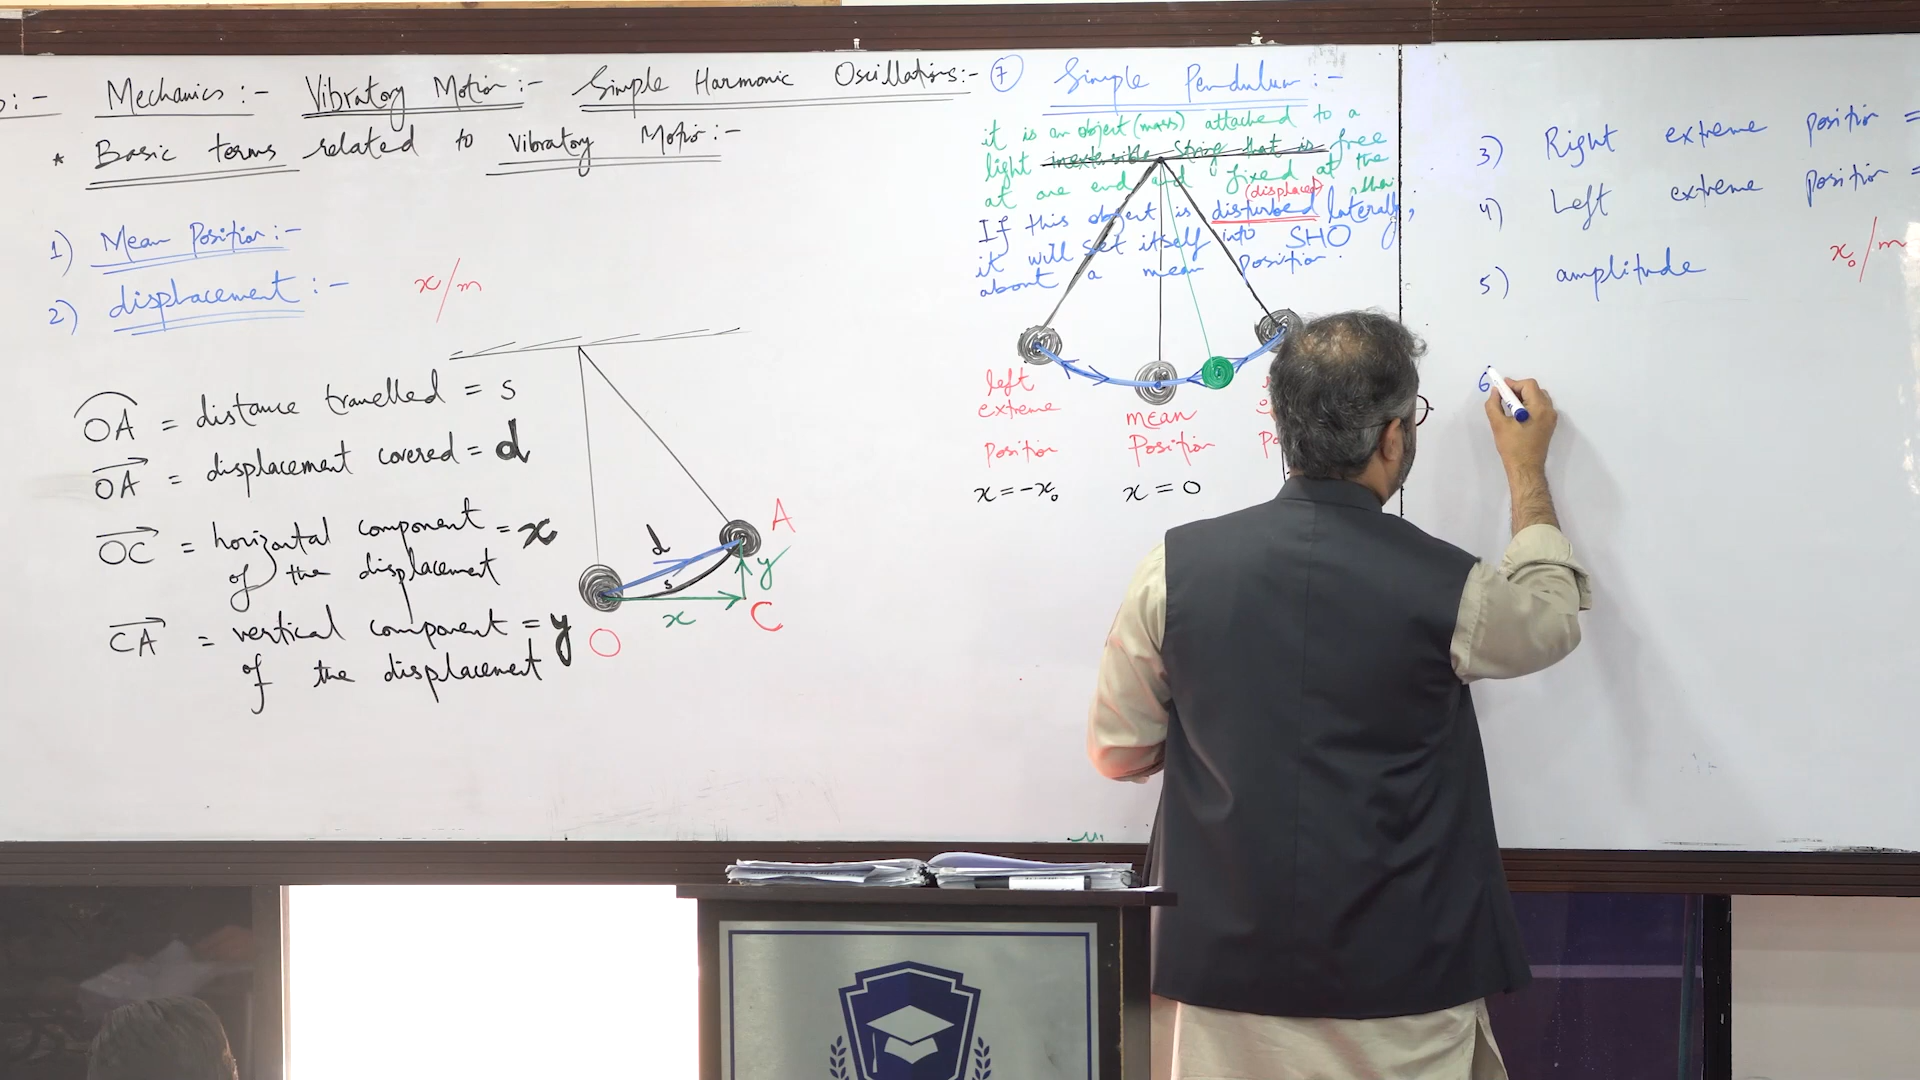 Mechanics :- Vibratory Motion :- Simple Harmonic Oscillations :-
* Basic terms related to Vibratory Motion :-
1) Mean Position :-
2) displacement :- x/m
OA = distance travelled = s
OA = displacement covered = d
OC = horizontal component = x
of the displacement
CA = vertical component = y
of the displacement
d
s
A
y
x
C
O
7 Simple Pendulum :-
it is an object (mass) attached to a
light inextensible string that is free
at one end and fixed at the
other
(displaced)
If this object is disturbed laterally,
it will set itself into SHO
about a mean position.
left
extreme
Position
x = -x₀
mean
Position
x = 0
3) Right extreme position =
4) Left extreme position =
5) amplitude x₀/m
6